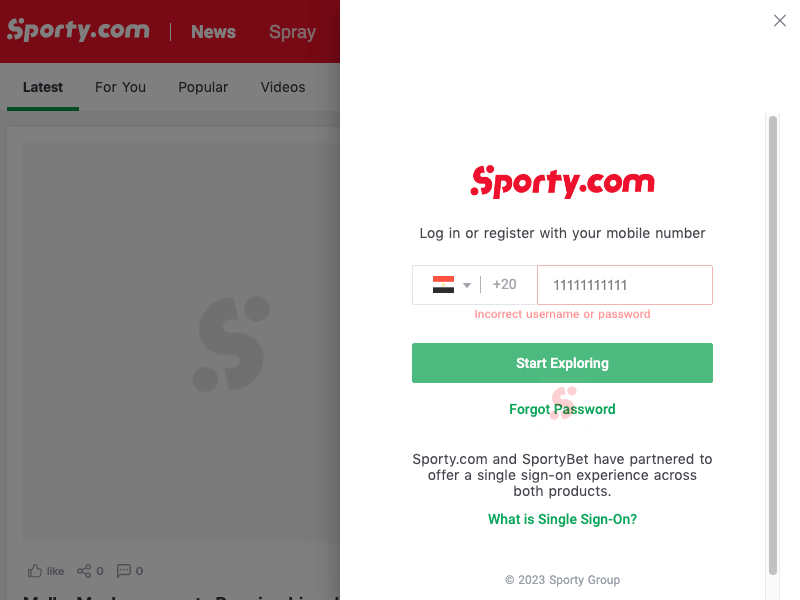 Sporty.com | News Spray
Latest For You Popular Videos
Sporty.com
Log in or register with your mobile number
+20 11111111111
Incorrect username or password
Start Exploring
Forgot Password
Sporty.com and SportyBet have partnered to
offer a single sign-on experience across
both products.
What is Single Sign-On?
like 0 0
© 2023 Sporty Group